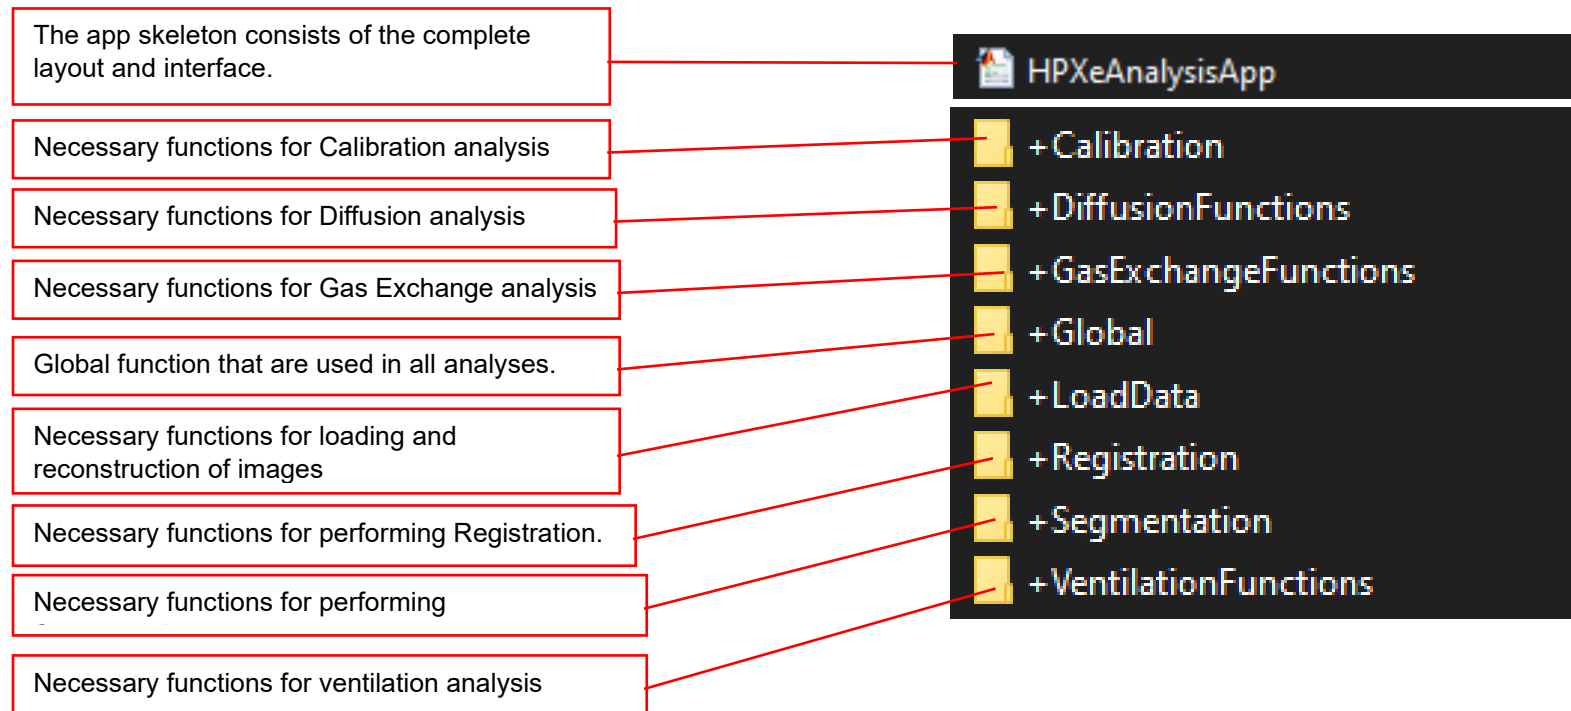 The app skeleton consists of the complete
layout and interface.
HPXeAnalysisApp
Necessary functions for Calibration analysis
+Calibration
Necessary functions for Diffusion analysis
+DiffusionFunctions
Necessary functions for Gas Exchange analysis
+GasExchangeFunctions
Global function that are used in all analyses.
+Global
Necessary functions for loading and
reconstruction of images
+LoadData
Necessary functions for performing Registration.
+Registration
Necessary functions for performing
+Segmentation
Necessary functions for ventilation analysis
+VentilationFunctions